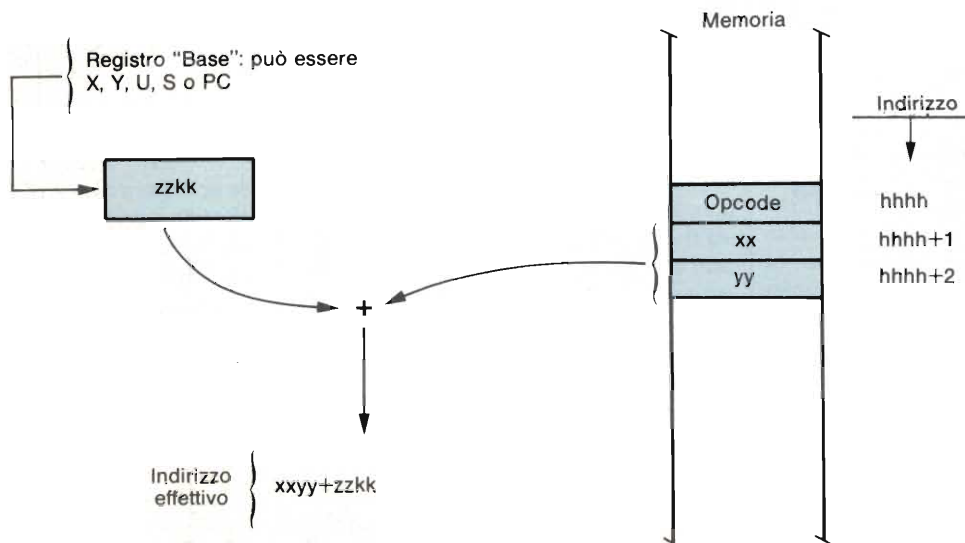 Memoria
Registro “Base”: può essere
X, Y, U, S o PC
Indirizzo
zzkk
Opcode
hhhh
xx
hhhh+1
yy
hhhh+2
+
Indirizzo
effettivo
xxyy+zzkk